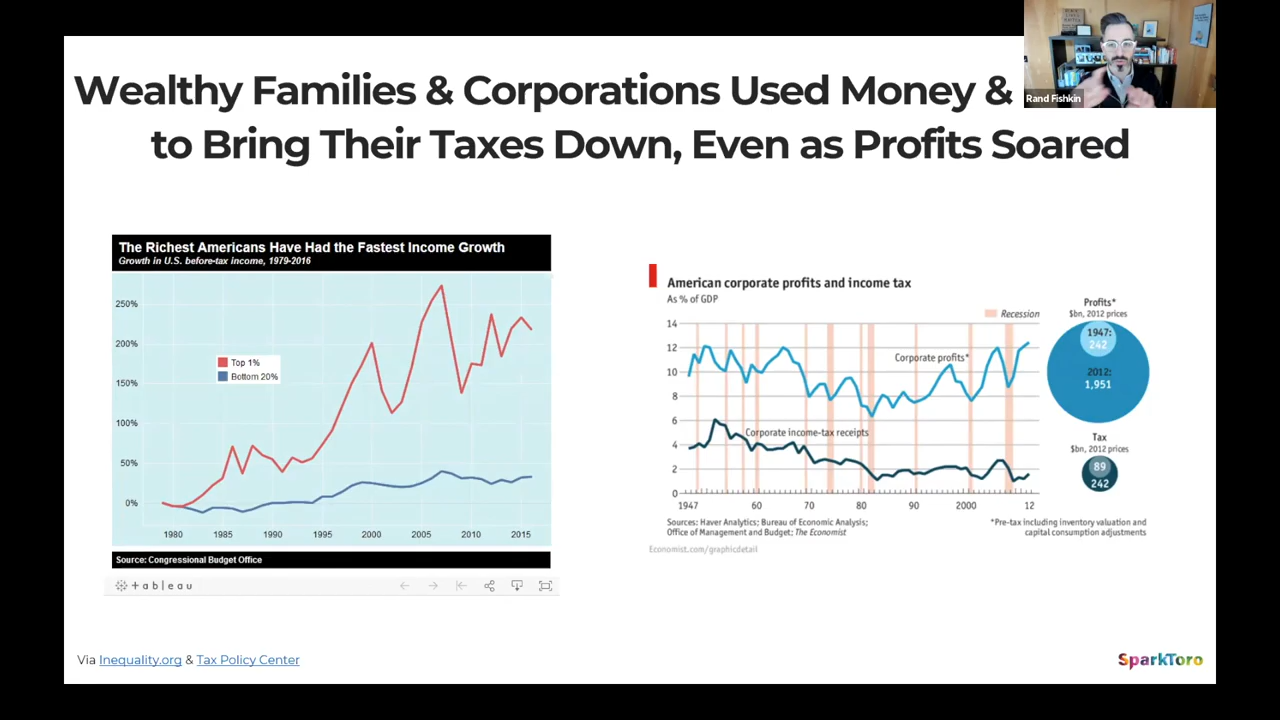 Wealthy Families & Corporations Used Money &
to Bring Their Taxes Down, Even as Profits Soared
Rand Fishkin
The Richest Americans Have Had the Fastest Income Growth
Growth in U.S. before-tax income, 1979-2016
250%
200%
150%
100%
50%
0%
Top 1%
Bottom 20%
1980
1985
1990
1995
2000
2005
2010
2015
Source: Congressional Budget Office
+ableau
American corporate profits and income tax
As % of GDP
Recession
14
12
10
8
6
4
2
0
Corporate profits*
Corporate income-tax receipts
1947
60
70
80
90
2000
12
Profits*
$bn, 2012 prices
1947:
242
2012:
1,951
Tax
$bn, 2012 prices
89
242
Sources: Haver Analytics; Bureau of Economic Analysis;
Office of Management and Budget; The Economist
*Pre-tax including inventory valuation and
capital consumption adjustments
Economist.com/graphicdetail
Via Inequality.org & Tax Policy Center
SparkToro